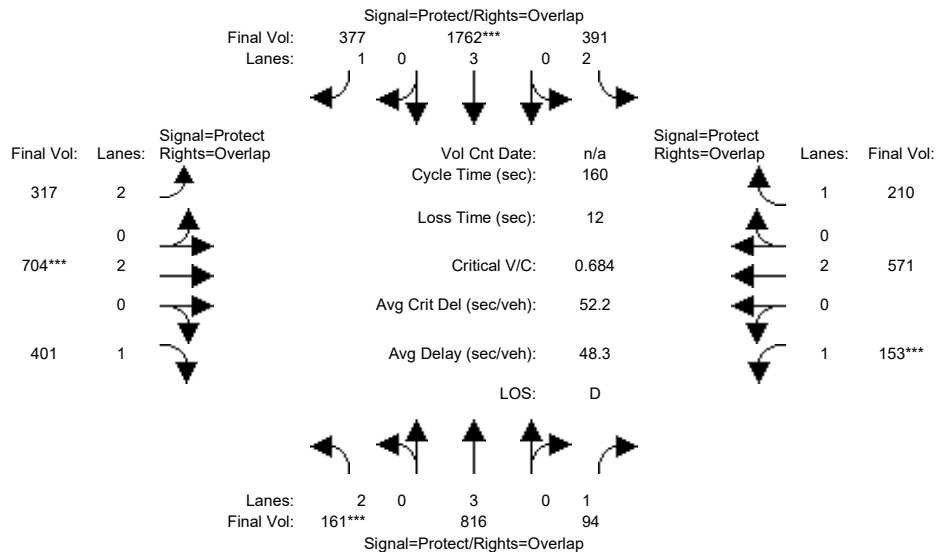 Signal=Protect/Rights=Overlap
Final Vol: 377 1762*** 391
Lanes: 1 0 3 0 2
Signal=Protect
Final Vol: Lanes: Rights=Overlap
Vol Cnt Date: n/a
Signal=Protect
Rights=Overlap Lanes: Final Vol:
Cycle Time (sec): 160
317 2
1 210
Loss Time (sec): 12
0
0
704*** 2
Critical V/C: 0.684
2 571
0
Avg Crit Del (sec/veh): 52.2
0
401 1
Avg Delay (sec/veh): 48.3
1 153***
LOS: D
Lanes: 2 0 3 0 1
Final Vol: 161*** 816 94
Signal=Protect/Rights=Overlap